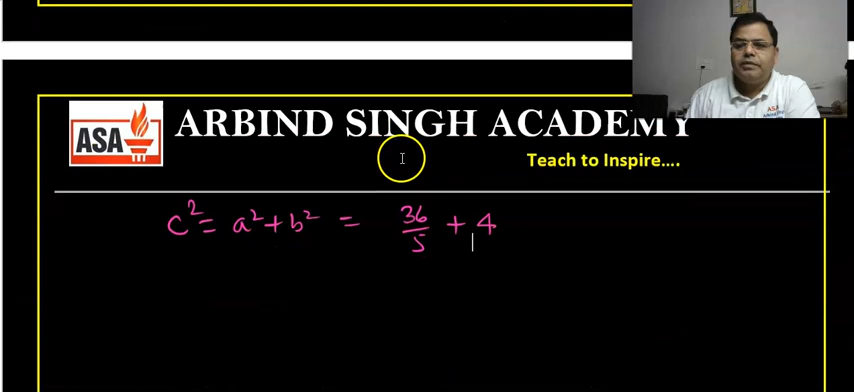 ASA
ARBIND SINGH ACADEMY
Teach to Inspire....
c² = a² + b² = 36/5 + 4